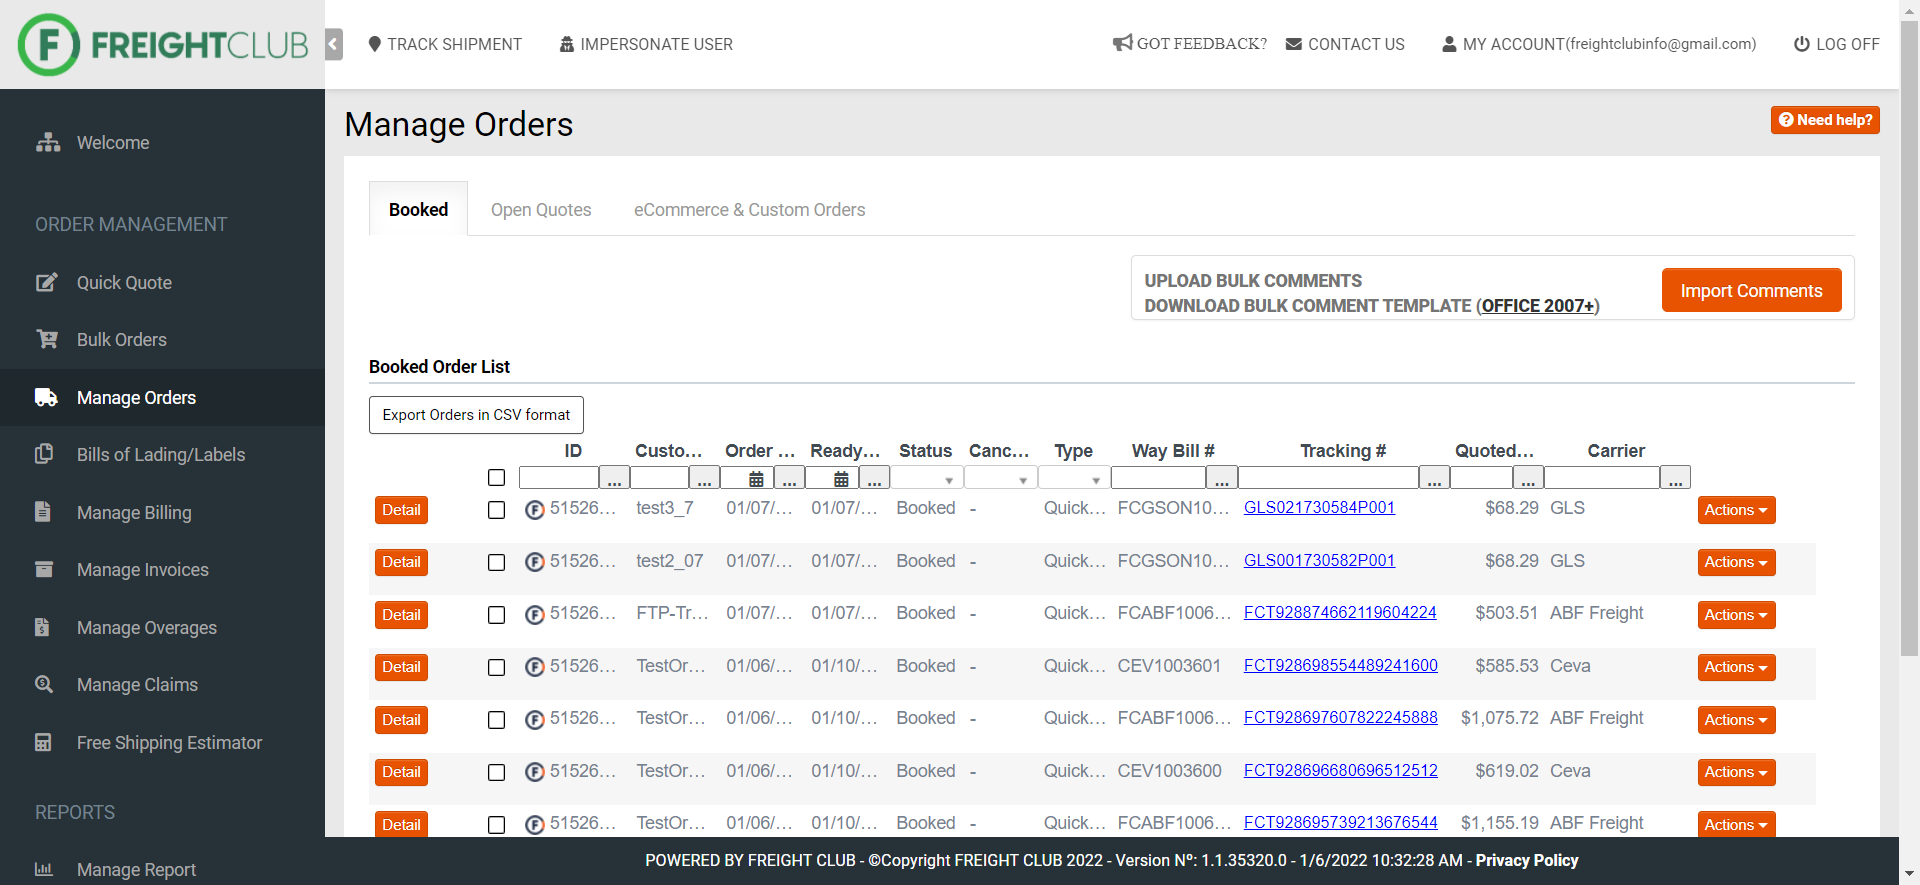 FREIGHTCLUB
TRACK SHIPMENT
IMPERSONATE USER
GOT FEEDBACK?
CONTACT US
MY ACCOUNT(freightclubinfo@gmail.com)
LOG OFF
Welcome
ORDER MANAGEMENT
Quick Quote
Bulk Orders
Manage Orders
Bills of Lading/Labels
Manage Billing
Manage Invoices
Manage Overages
Manage Claims
Free Shipping Estimator
REPORTS
Manage Report
Manage Orders
Need help?
Booked
Open Quotes
eCommerce & Custom Orders
UPLOAD BULK COMMENTS
DOWNLOAD BULK COMMENT TEMPLATE (OFFICE 2007+)
Import Comments
Booked Order List
Export Orders in CSV format
ID Custo... Order ... Ready... Status Canc... Type Way Bill # Tracking # Quoted... Carrier
... ... ... ... ... ... ... ...
Detail 51526... test3_7 01/07/... 01/07/... Booked - Quick... FCGSON10... GLS021730584P001 $68.29 GLS Actions
Detail 51526... test2_07 01/07/... 01/07/... Booked - Quick... FCGSON10... GLS001730582P001 $68.29 GLS Actions
Detail 51526... FTP-Tr... 01/07/... 01/07/... Booked - Quick... FCABF1006... FCT928874662119604224 $503.51 ABF Freight Actions
Detail 51526... TestOr... 01/06/... 01/10/... Booked - Quick... CEV1003601 FCT928698554489241600 $585.53 Ceva Actions
Detail 51526... TestOr... 01/06/... 01/10/... Booked - Quick... FCABF1006... FCT928697607822245888 $1,075.72 ABF Freight Actions
Detail 51526... TestOr... 01/06/... 01/10/... Booked - Quick... CEV1003600 FCT928696680696512512 $619.02 Ceva Actions
Detail 51526... TestOr... 01/06/... 01/10/... Booked - Quick... FCABF1006... FCT928695739213676544 $1,155.19 ABF Freight Actions
POWERED BY FREIGHT CLUB - ©Copyright FREIGHT CLUB 2022 - Version Nº: 1.1.35320.0 - 1/6/2022 10:32:28 AM - Privacy Policy